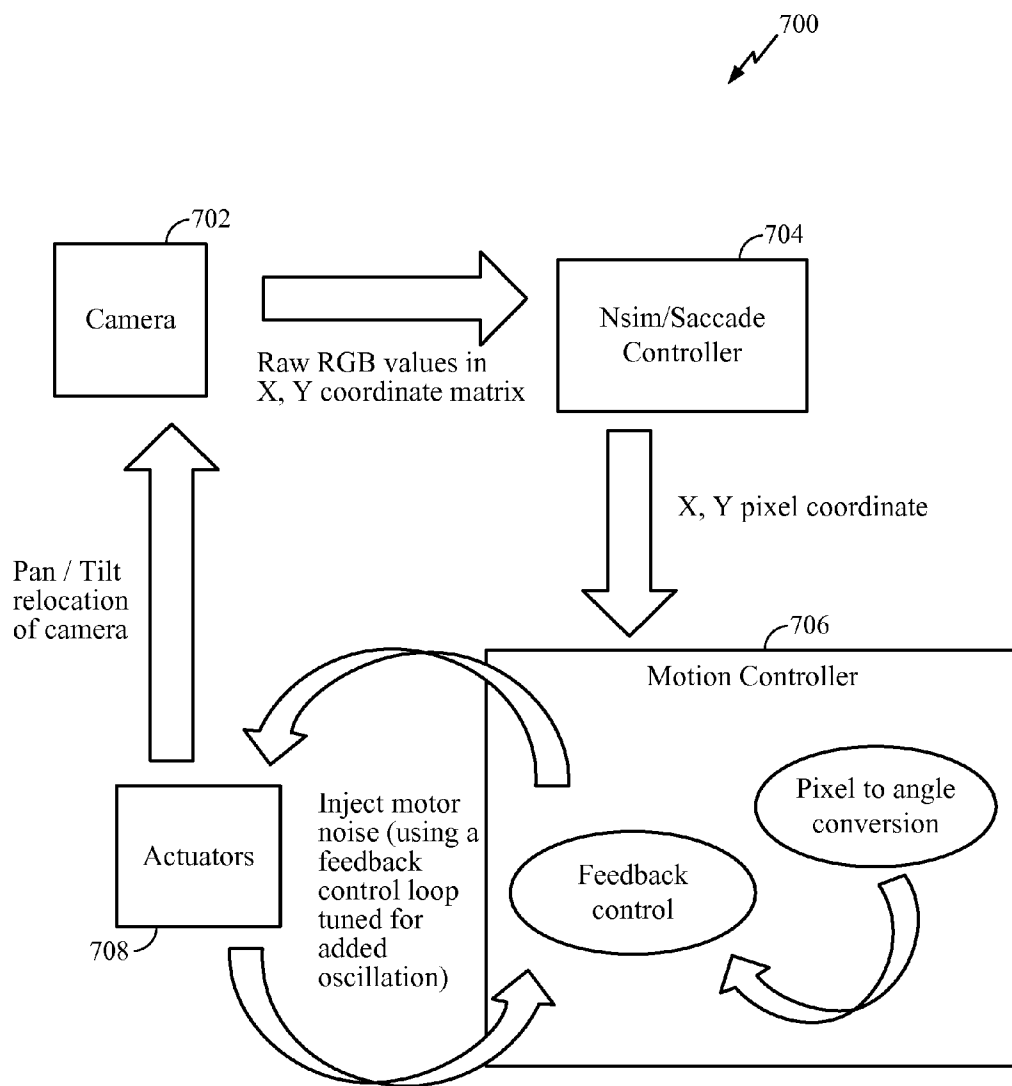 700
702
Camera
Raw RGB values in
X, Y coordinate matrix
704
Nsim/Saccade
Controller
X, Y pixel coordinate
Pan / Tilt
relocation
of camera
706
Motion Controller
Pixel to angle
conversion
Feedback
control
Inject motor
noise (using a
feedback
control loop
tuned for
added
oscillation)
Actuators
708